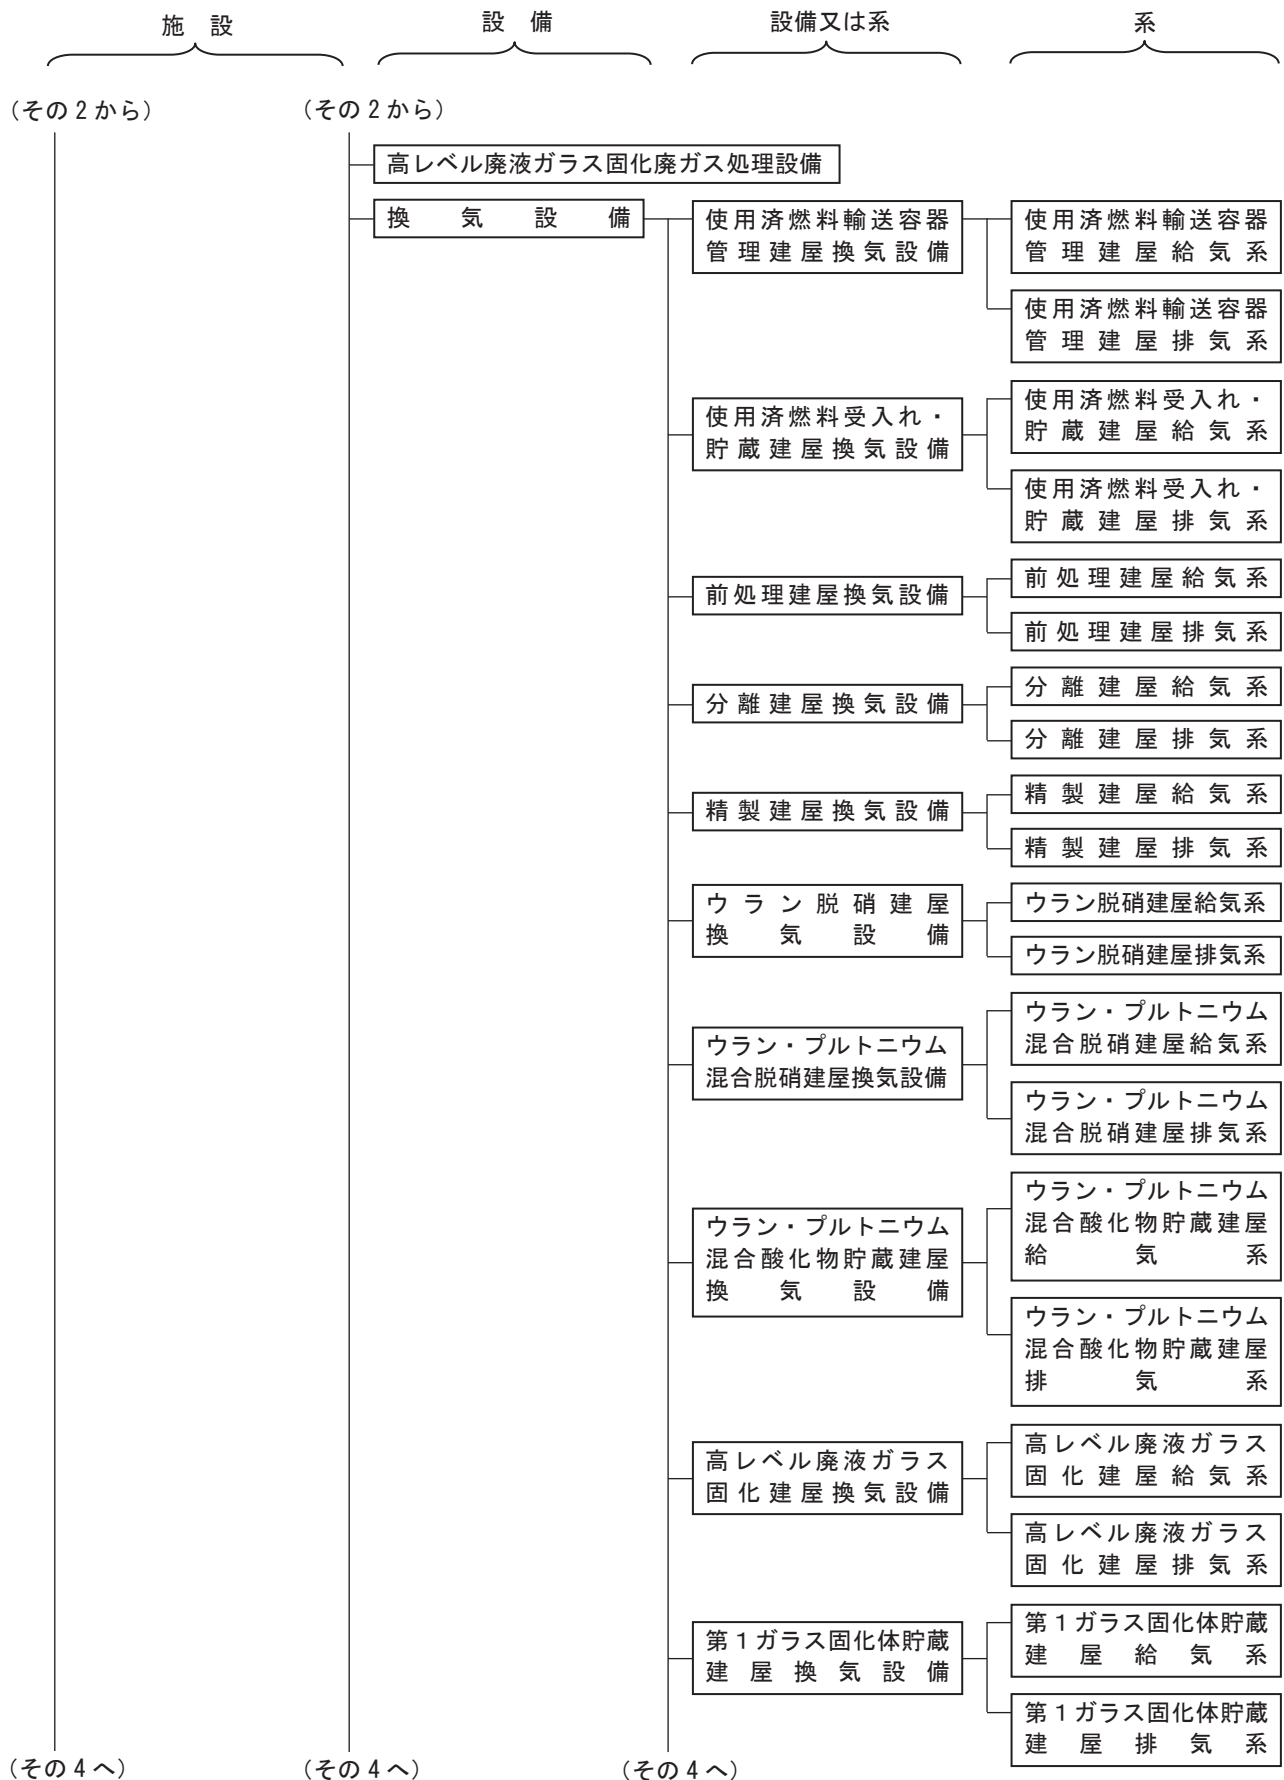 施設
設備
設備又は系
系
（その２から）
（その２から）
高レベル廃液ガラス固化廃ガス処理設備
換気設備
使用済燃料輸送容器
管理建屋換気設備
使用済燃料輸送容器
管理建屋給気系
使用済燃料輸送容器
管理建屋排気系
使用済燃料受入れ・
貯蔵建屋換気設備
使用済燃料受入れ・
貯蔵建屋給気系
使用済燃料受入れ・
貯蔵建屋排気系
前処理建屋換気設備
前処理建屋給気系
前処理建屋排気系
分離建屋換気設備
分離建屋給気系
分離建屋排気系
精製建屋換気設備
精製建屋給気系
精製建屋排気系
ウラン脱硝建屋
換気設備
ウラン脱硝建屋給気系
ウラン脱硝建屋排気系
ウラン・プルトニウム
混合脱硝建屋換気設備
ウラン・プルトニウム
混合脱硝建屋給気系
ウラン・プルトニウム
混合脱硝建屋排気系
ウラン・プルトニウム
混合酸化物貯蔵建屋
換気設備
ウラン・プルトニウム
混合酸化物貯蔵建屋
給気系
ウラン・プルトニウム
混合酸化物貯蔵建屋
排気系
高レベル廃液ガラス
固化建屋換気設備
高レベル廃液ガラス
固化建屋給気系
高レベル廃液ガラス
固化建屋排気系
第１ガラス固化体貯蔵
建屋換気設備
第１ガラス固化体貯蔵
建屋給気系
第１ガラス固化体貯蔵
建屋排気系
（その４へ）
（その４へ）
（その４へ）